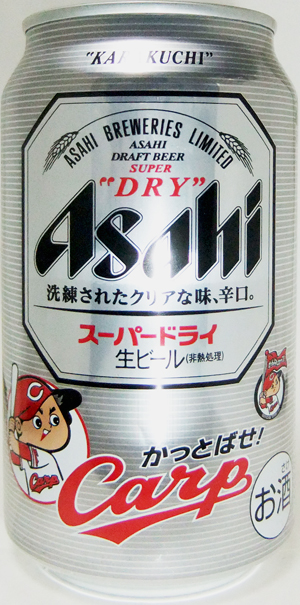 "KARAKUCHI"
ASAHI BREWERIES LIMITED
ASAHI
DRAFT BEER
SUPER
"DRY"
Asahi
洗練されたクリアな味、辛口。
スーパードライ
生ビール(非熱処理)
C
Carp
かっとばせ!
Carp
お酒